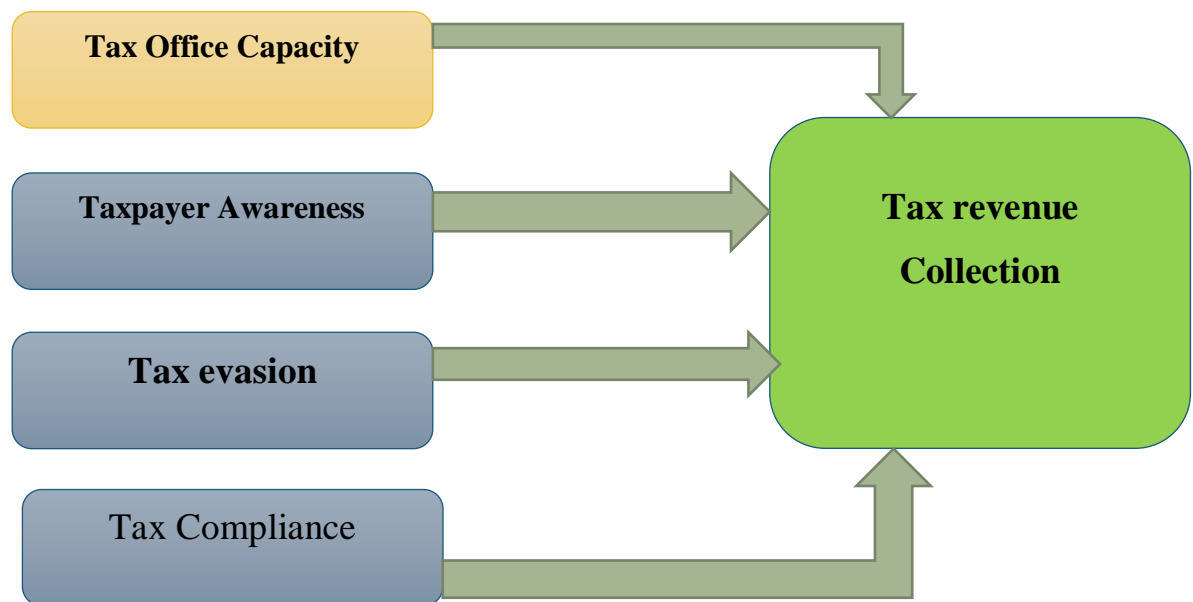 Tax Office Capacity
Taxpayer Awareness
Tax revenue
Collection
Tax evasion
Tax Compliance